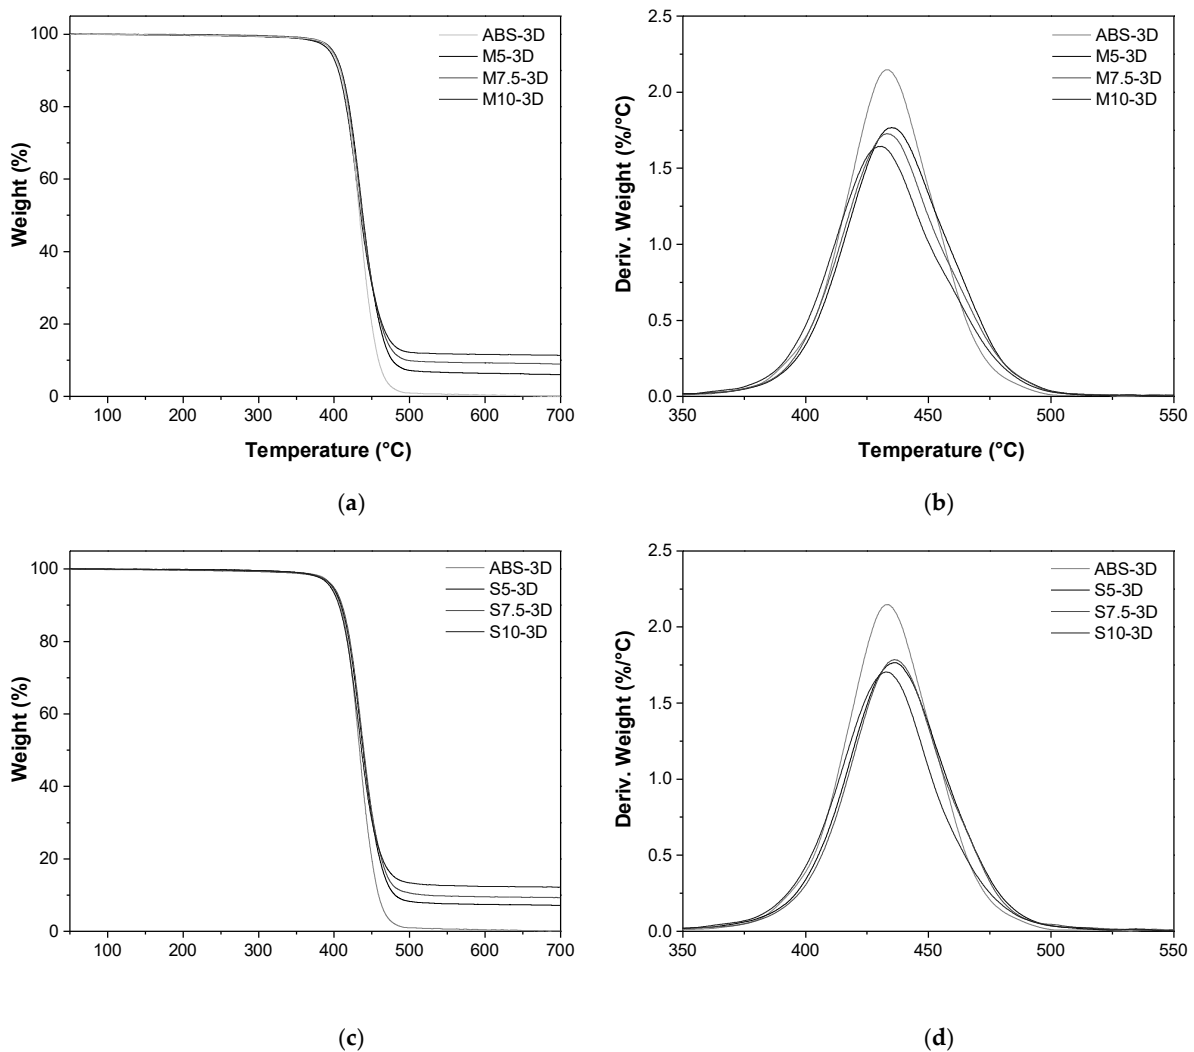 100
80
60
40
20
0
Weight (%)
ABS-3D
M5-3D
M7.5-3D
M10-3D
100 200 300 400 500 600 700
Temperature (°C)
(a)
2.5
2.0
1.5
1.0
0.5
0.0
Deriv. Weight (%/°C)
ABS-3D
M5-3D
M7.5-3D
M10-3D
350 400 450 500 550
Temperature (°C)
(b)
100
80
60
40
20
0
Weight (%)
ABS-3D
S5-3D
S7.5-3D
S10-3D
100 200 300 400 500 600 700
(c)
2.5
2.0
1.5
1.0
0.5
0.0
Deriv. Weight (%/°C)
ABS-3D
S5-3D
S7.5-3D
S10-3D
350 400 450 500 550
(d)